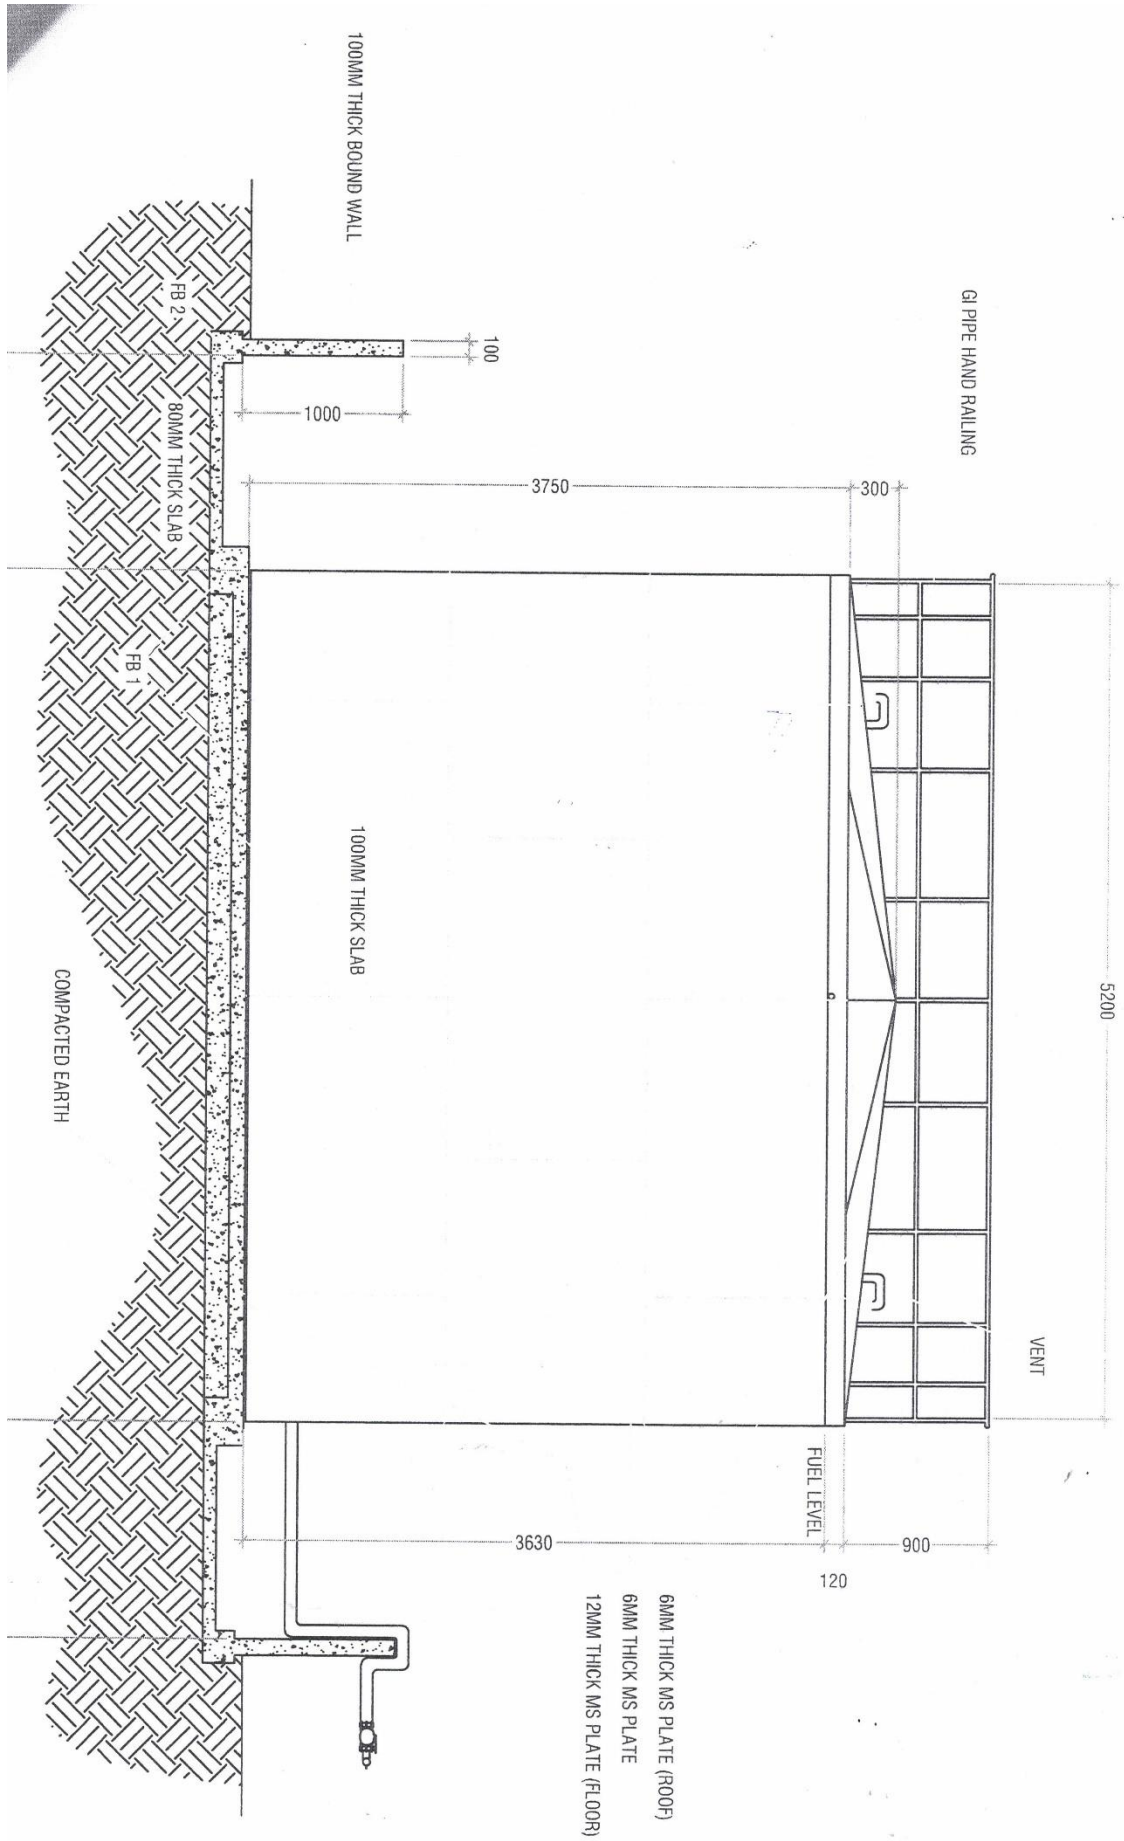 5200
VENT
GI PIPE HAND RAILING
300
900
120
FUEL LEVEL
6MM THICK MS PLATE (ROOF)
6MM THICK MS PLATE
12MM THICK MS PLATE (FLOOR)
3750
3630
100
1000
100MM THICK BOUND WALL
100MM THICK SLAB
FB 2
80MM THICK SLAB
FB 1
COMPACTED EARTH